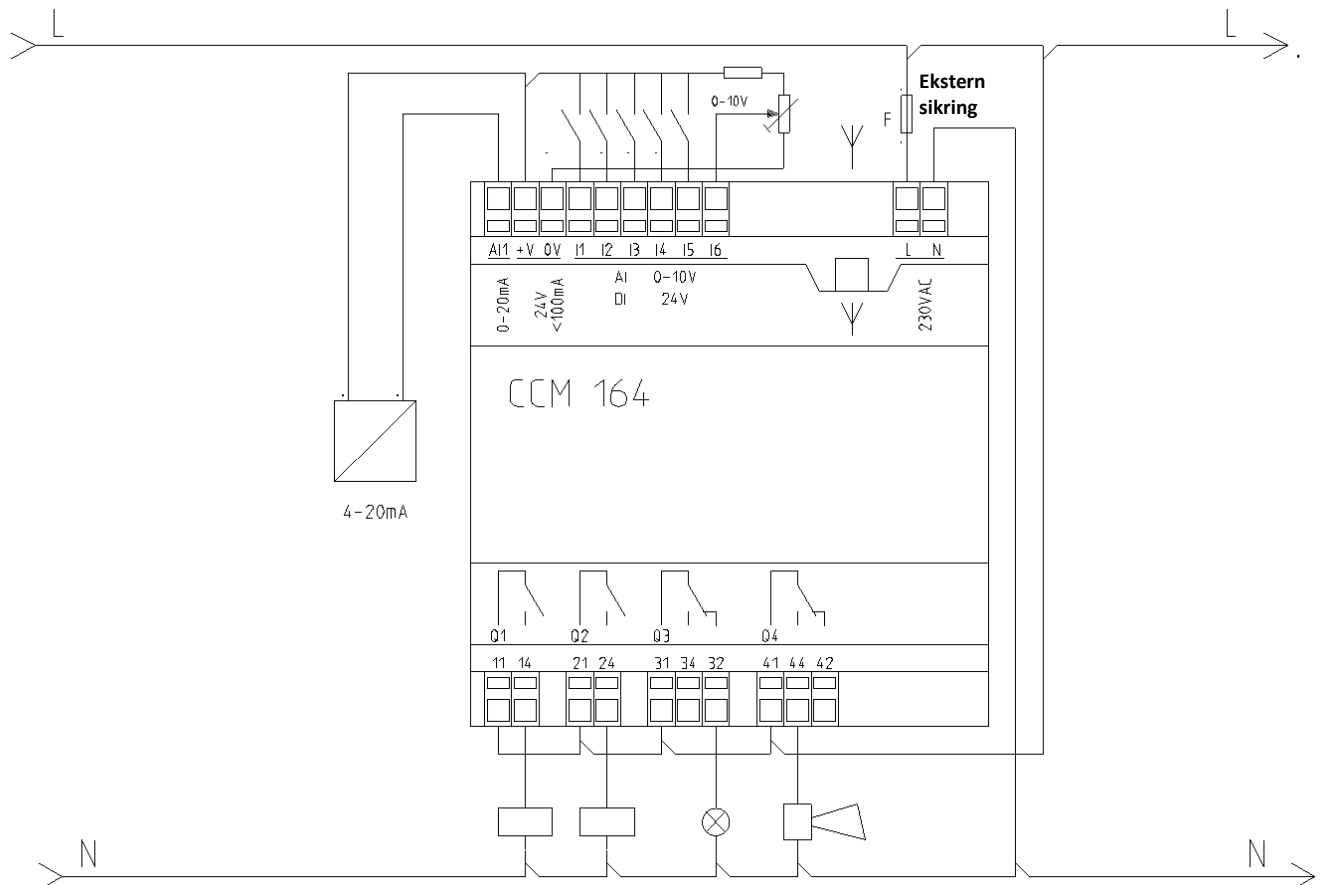 L
L
Ekstern
sikring
0-10V
F
AI1 +V 0V I1 I2 I3 I4 I5 I6
L N
0-20mA
24V
<100mA
AI 0-10V
DI 24V
230VAC
CCM 164
4-20mA
Q1 Q2 Q3 Q4
11 14 21 24 31 34 32 41 44 42
N
N